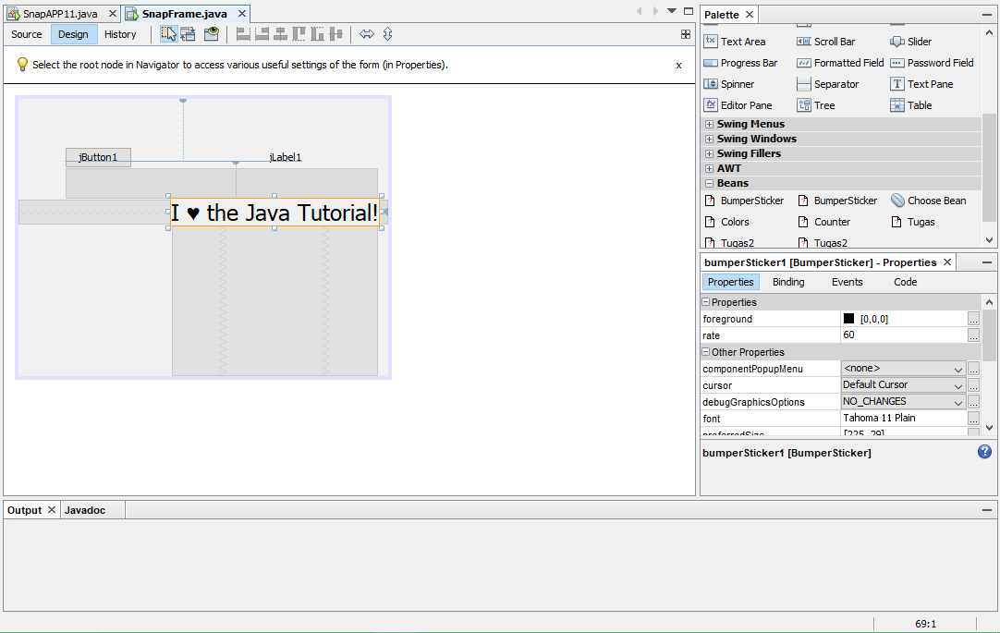 SnapAPP11.java SnapFrame.java
Source Design History
Select the root node in Navigator to access various useful settings of the form (in Properties). x
jButton1 jLabel1
I ♥ the Java Tutorial!
Palette
Text Area Scroll Bar Slider
Progress Bar Formatted Field Password Field
Spinner Separator Text Pane
Editor Pane Tree Table
Swing Menus
Swing Windows
Swing Fillers
AWT
Beans
BumperSticker BumperSticker Choose Bean
Colors Counter Tugas
Tugas2 Tugas2
bumperSticker1 [BumperSticker] - Properties
Properties Binding Events Code
Properties
foreground [0,0,0] ...
rate 60 ...
Other Properties
componentPopupMenu <none> ...
cursor Default Cursor ...
debugGraphicsOptions NO_CHANGES ...
font Tahoma 11 Plain ...
preferredSize [225, 29]
bumperSticker1 [BumperSticker] ?
Output Javadoc
69:1